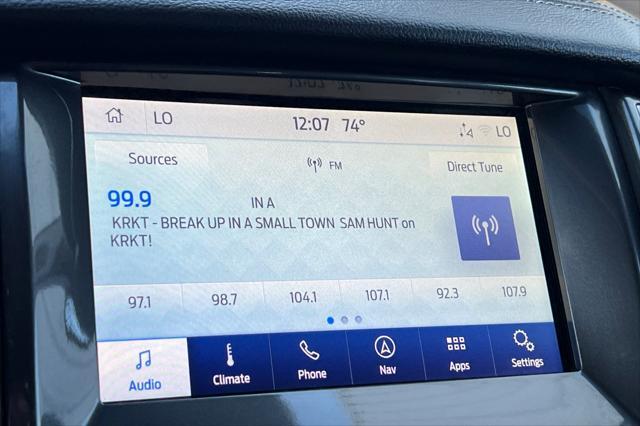 LO 12:07 74° LO
Sources FM Direct Tune
99.9 IN A
KRKT - BREAK UP IN A SMALL TOWN SAM HUNT on
KRKT!
97.1 98.7 104.1 107.1 92.3 107.9
Audio Climate Phone Nav Apps Settings